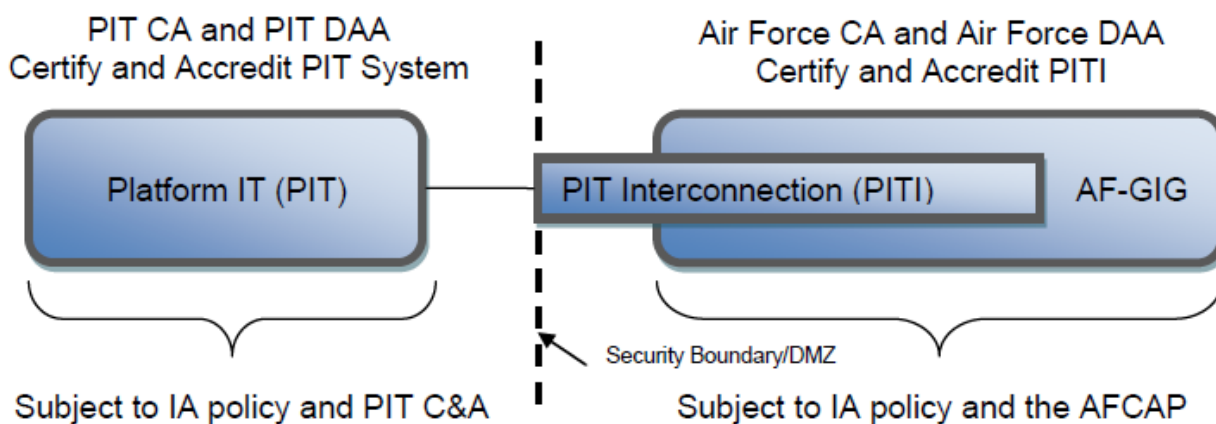 PIT CA and PIT DAA
Certify and Accredit PIT System
Air Force CA and Air Force DAA
Certify and Accredit PITI
Platform IT (PIT)
PIT Interconnection (PITI)
AF-GIG
Security Boundary/DMZ
Subject to IA policy and PIT C&A
Subject to IA policy and the AFCAP